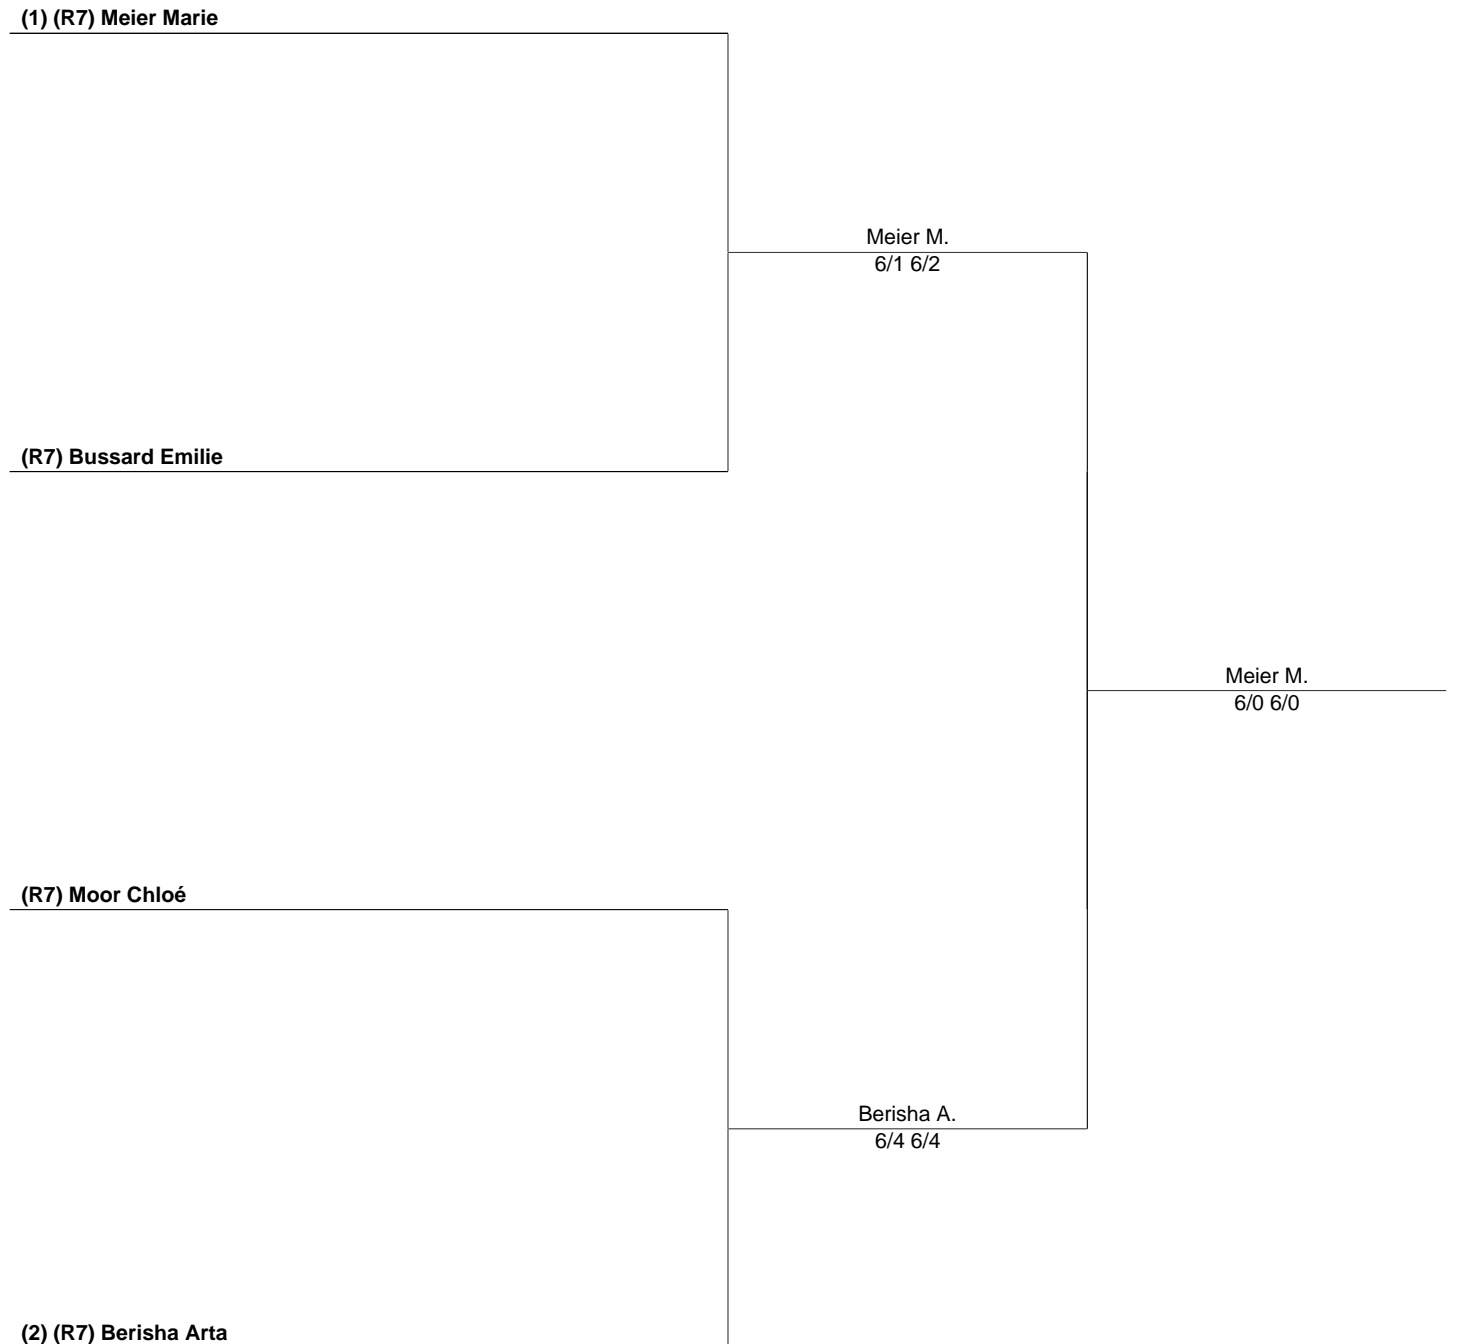 (1) (R7) Meier Marie
Meier M.
6/1 6/2
(R7) Bussard Emilie
Meier M.
6/0 6/0
(R7) Moor Chloé
Berisha A.
6/4 6/4
(2) (R7) Berisha Arta